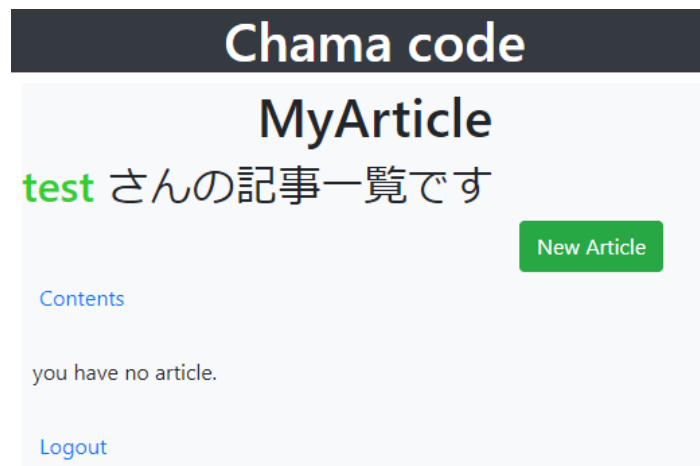 Chama code
MyArticle
test さんの記事一覧です
New Article
Contents
you have no article.
Logout